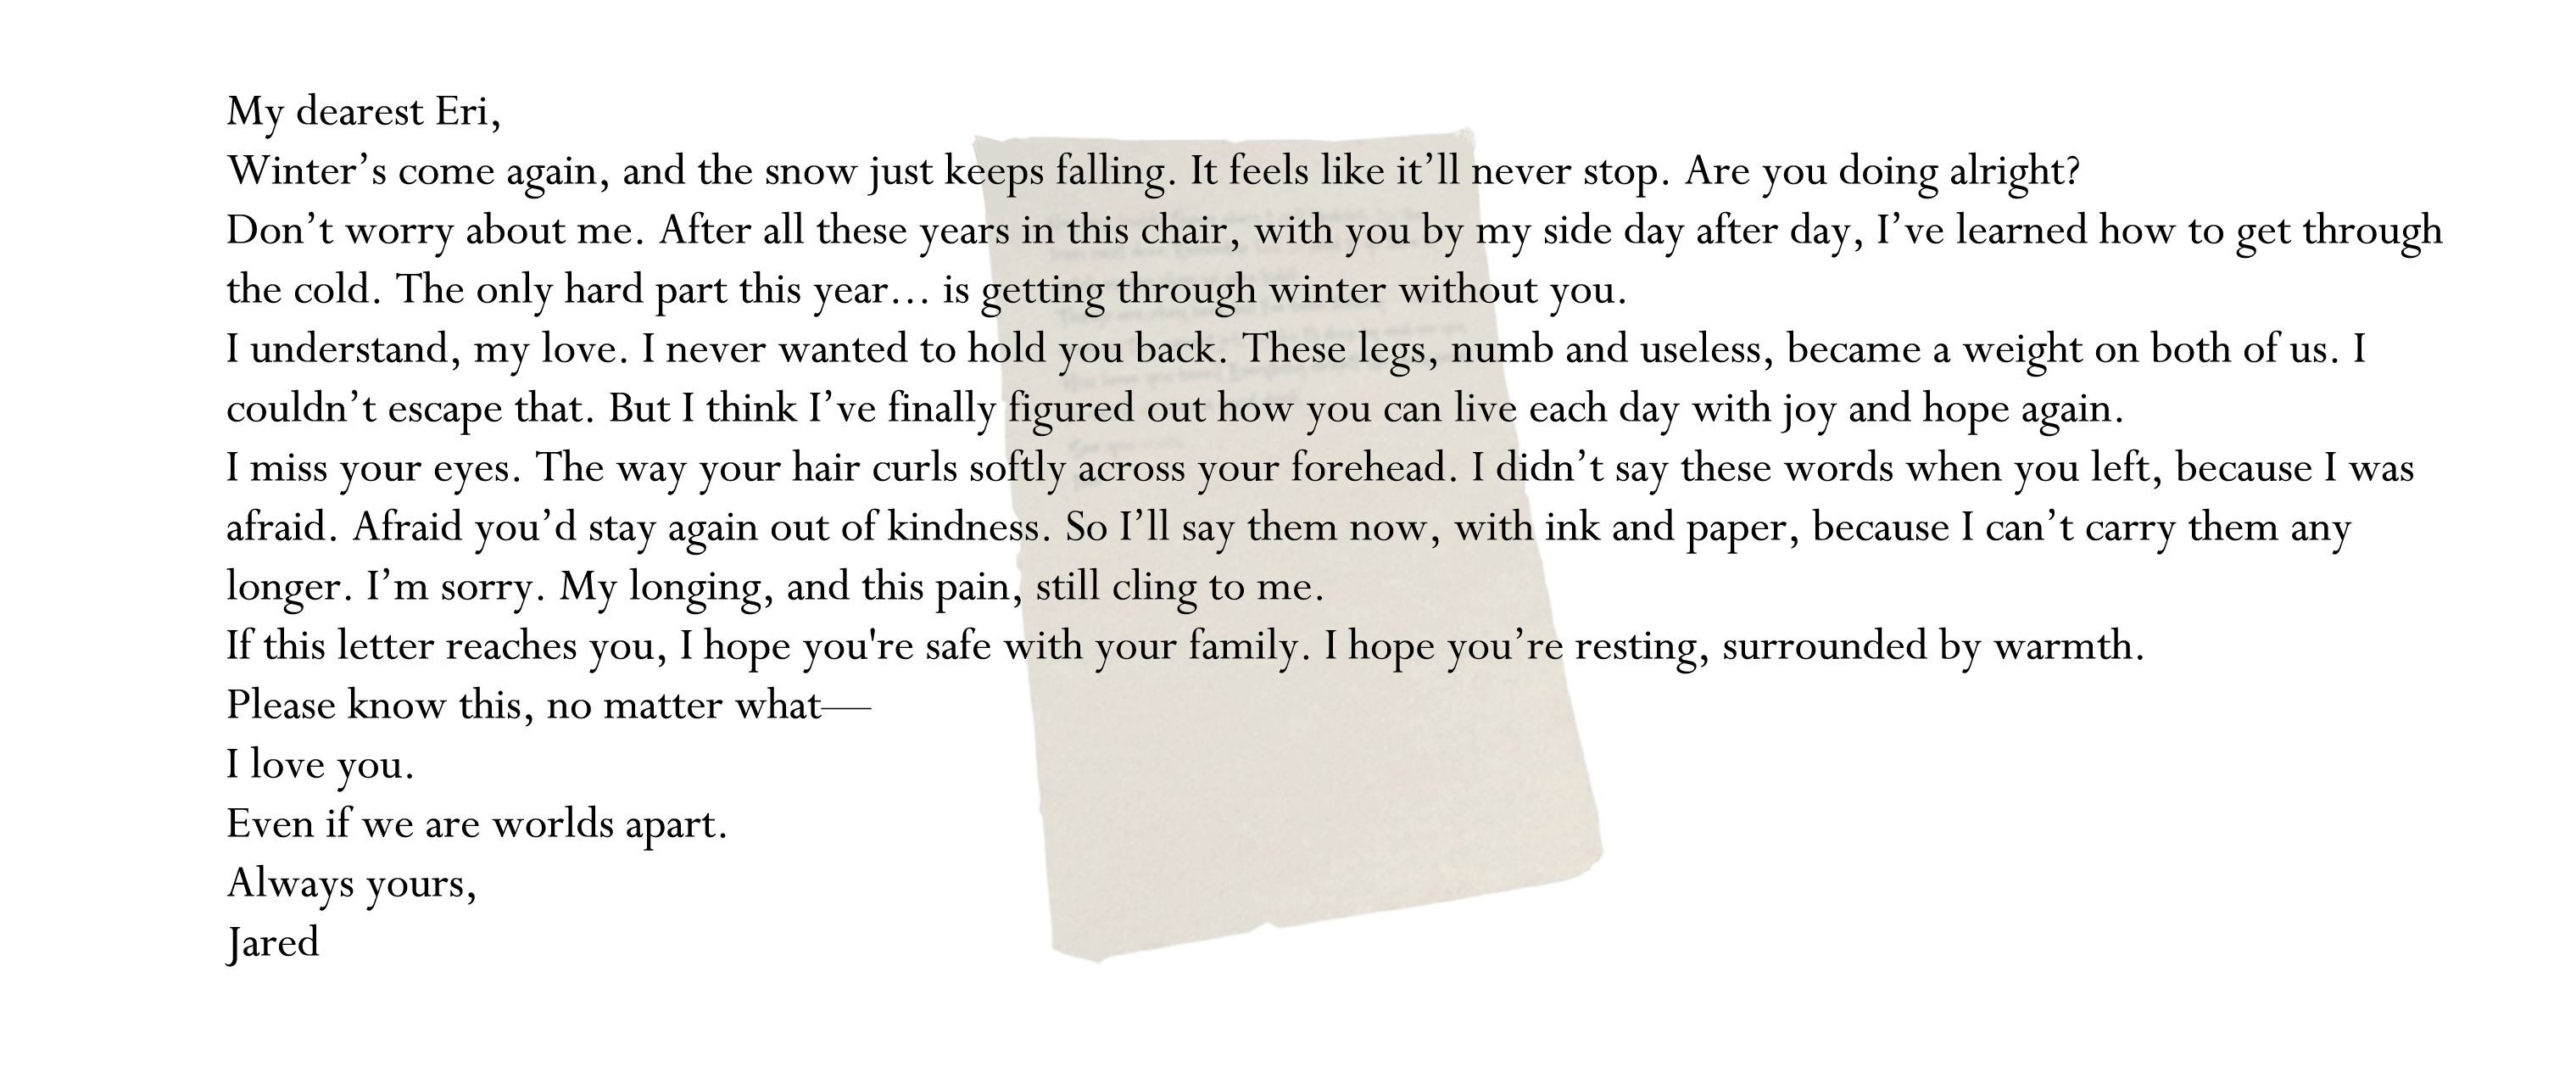 My dearest Eri,
Winter’s come again, and the snow just keeps falling. It feels like it’ll never stop. Are you doing alright?
Don’t worry about me. After all these years in this chair, with you by my side day after day, I’ve learned how to get through
the cold. The only hard part this year… is getting through winter without you.
I understand, my love. I never wanted to hold you back. These legs, numb and useless, became a weight on both of us. I
couldn’t escape that. But I think I’ve finally figured out how you can live each day with joy and hope again.
I miss your eyes. The way your hair curls softly across your forehead. I didn’t say these words when you left, because I was
afraid. Afraid you’d stay again out of kindness. So I’ll say them now, with ink and paper, because I can’t carry them any
longer. I’m sorry. My longing, and this pain, still cling to me.
If this letter reaches you, I hope you're safe with your family. I hope you’re resting, surrounded by warmth.
Please know this, no matter what—
I love you.
Even if we are worlds apart.
Always yours,
Jared